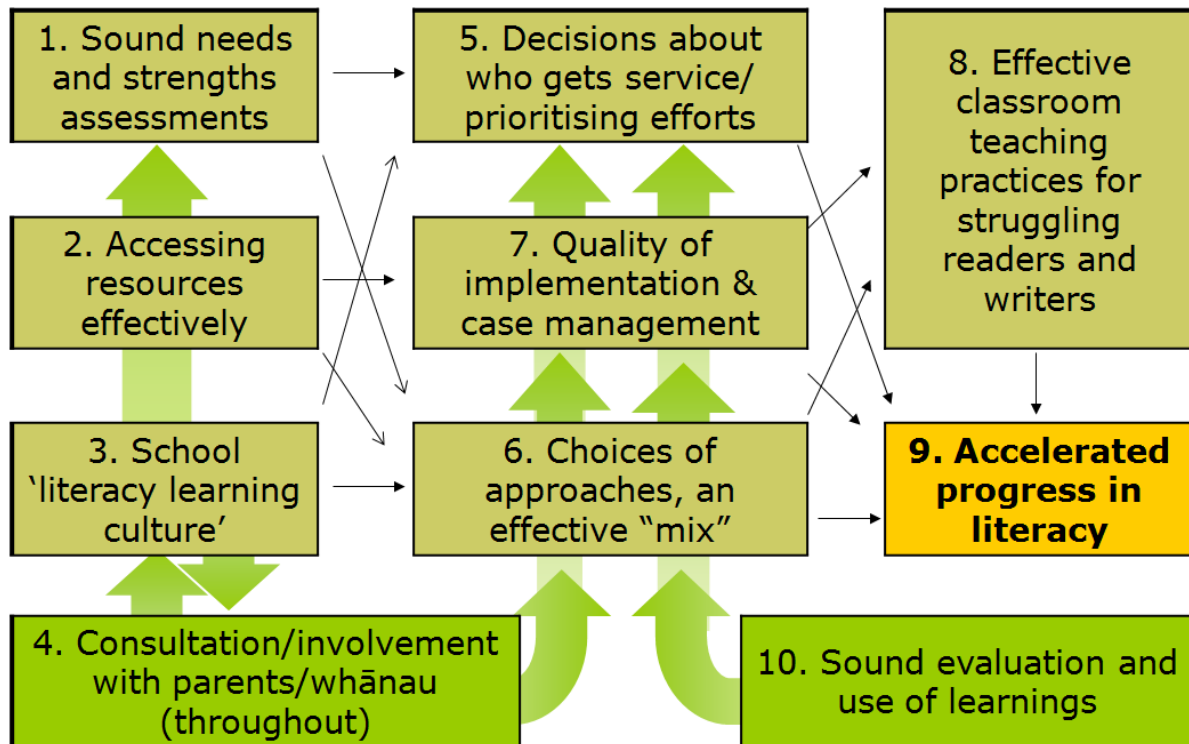 1. Sound needs
and strengths
assessments
5. Decisions about
who gets service/
prioritising efforts
8. Effective
classroom
teaching
practices for
struggling
readers and
writers
2. Accessing
resources
effectively
7. Quality of
implementation &
case management
3. School
‘literacy learning
culture’
6. Choices of
approaches, an
effective “mix”
9. Accelerated
progress in
literacy
4. Consultation/involvement
with parents/whānau
(throughout)
10. Sound evaluation and
use of learnings